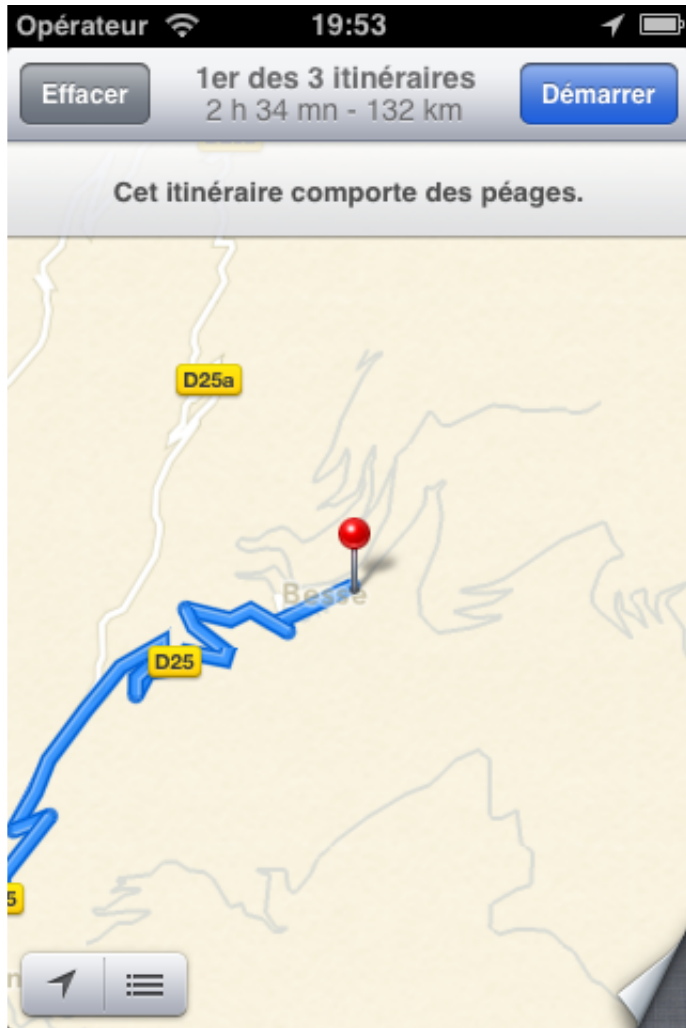 Opérateur 19:53
Effacer
1er des 3 itinéraires
2 h 34 mn - 132 km
Démarrer
Cet itinéraire comporte des péages.
D25a
Besse
D25
5
n